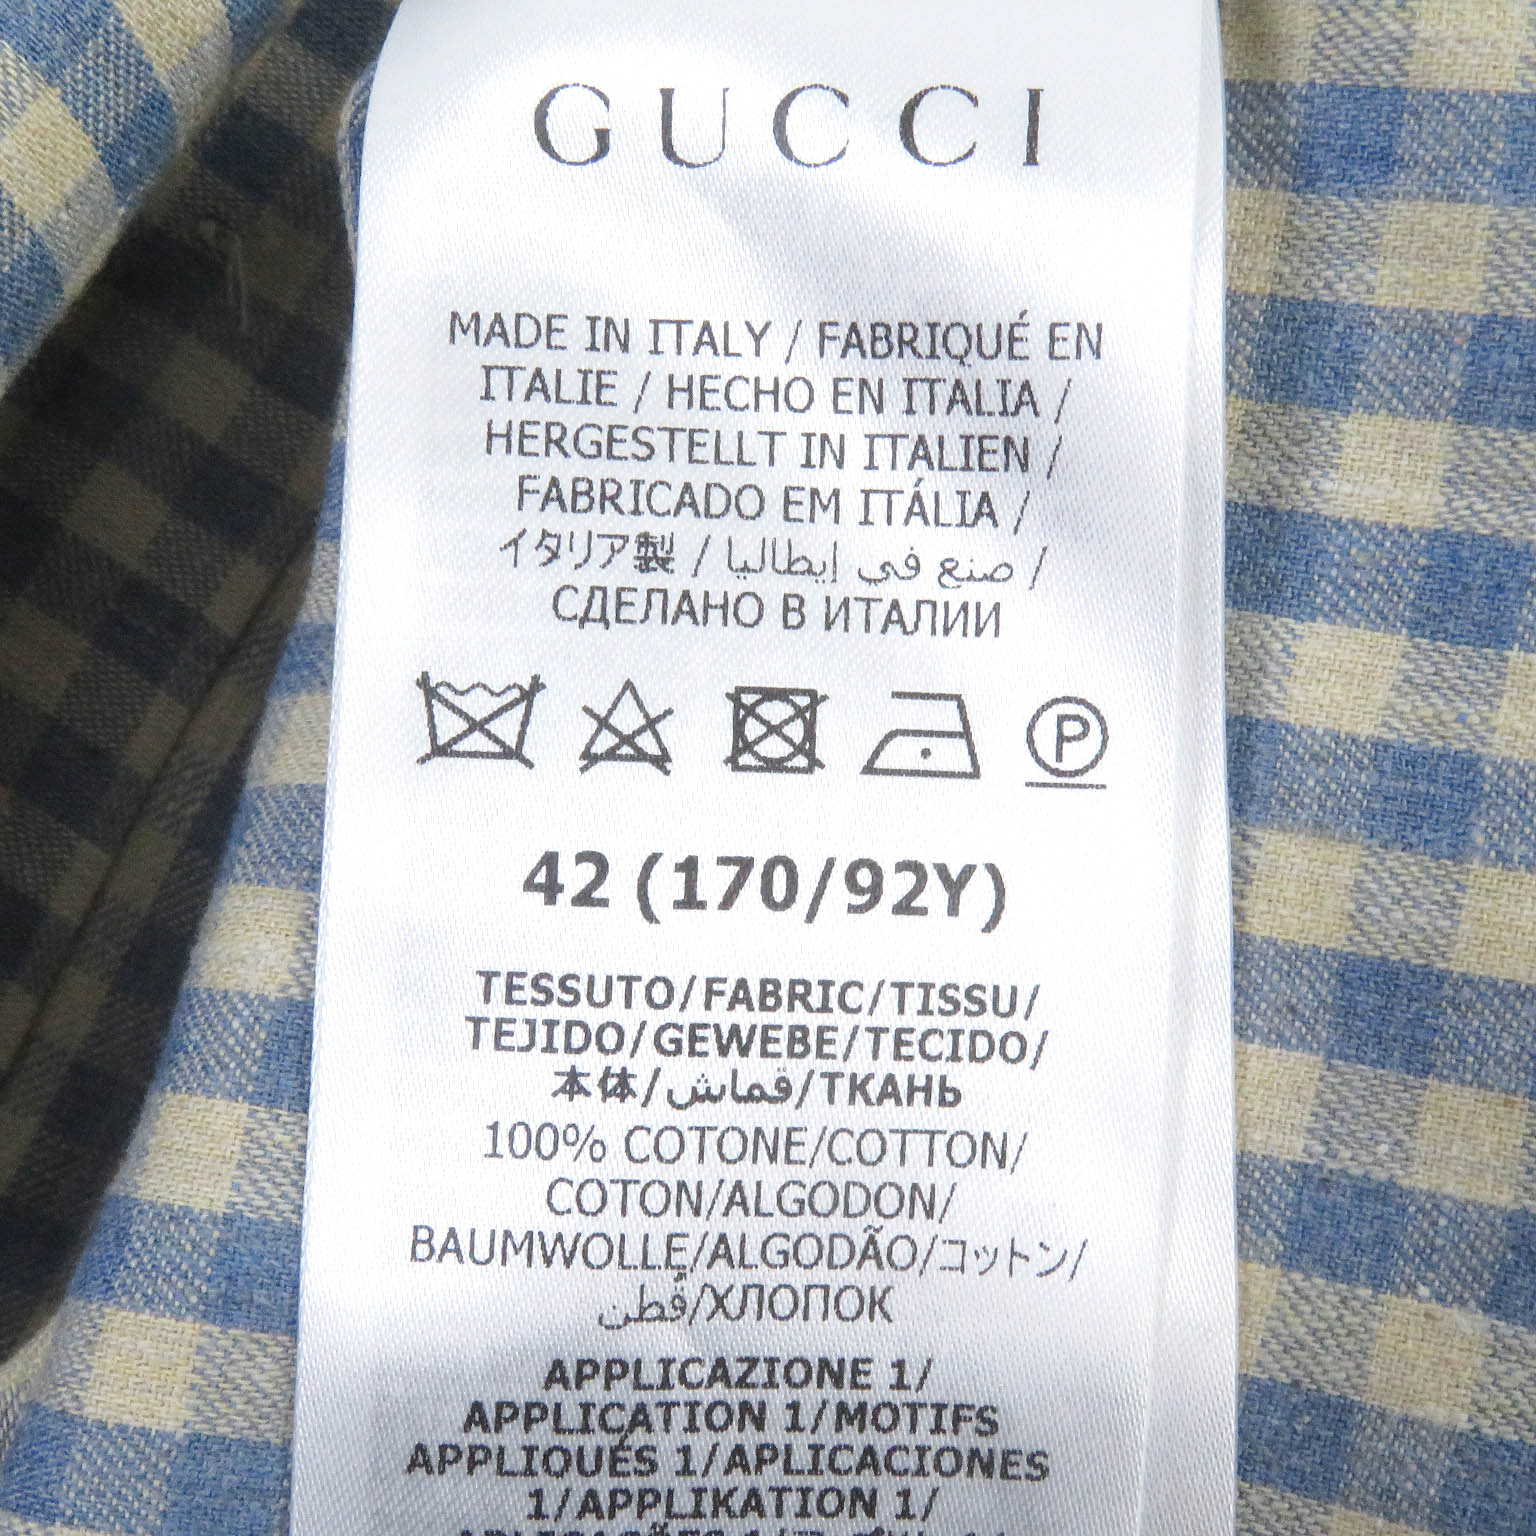 GUCCI
MADE IN ITALY / FABRIQUÉ EN
ITALIE / HECHO EN ITALIA /
HERGESTELLT IN ITALIEN /
FABRICADO EM ITÁLIA /
イタリア製 / صنع في إيطاليا /
СДЕЛАНО В ИТАЛИИ
P
42 (170/92Y)
TESSUTO/FABRIC/TISSU/
TEJIDO/GEWEBE/TECIDO/
本体/قماش/ТКАНЬ
100% COTONE/COTTON/
COTON/ALGODON/
BAUMWOLLE/ALGODÃO/コットン/
قُطن/ХЛОПОК
APPLICAZIONE 1/
APPLICATION 1/MOTIFS
APPLIQUÉS 1/APLICACIONES
1/APPLIKATION 1/